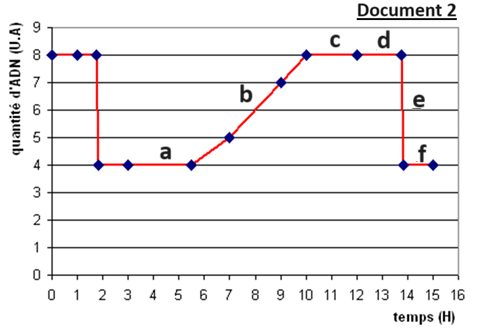 Document 2
quantité d'ADN (U.A)
9
8
7
6
5
4
3
2
1
0
c
d
b
e
a
f
0 1 2 3 4 5 6 7 8 9 10 11 12 13 14 15 16
temps (H)